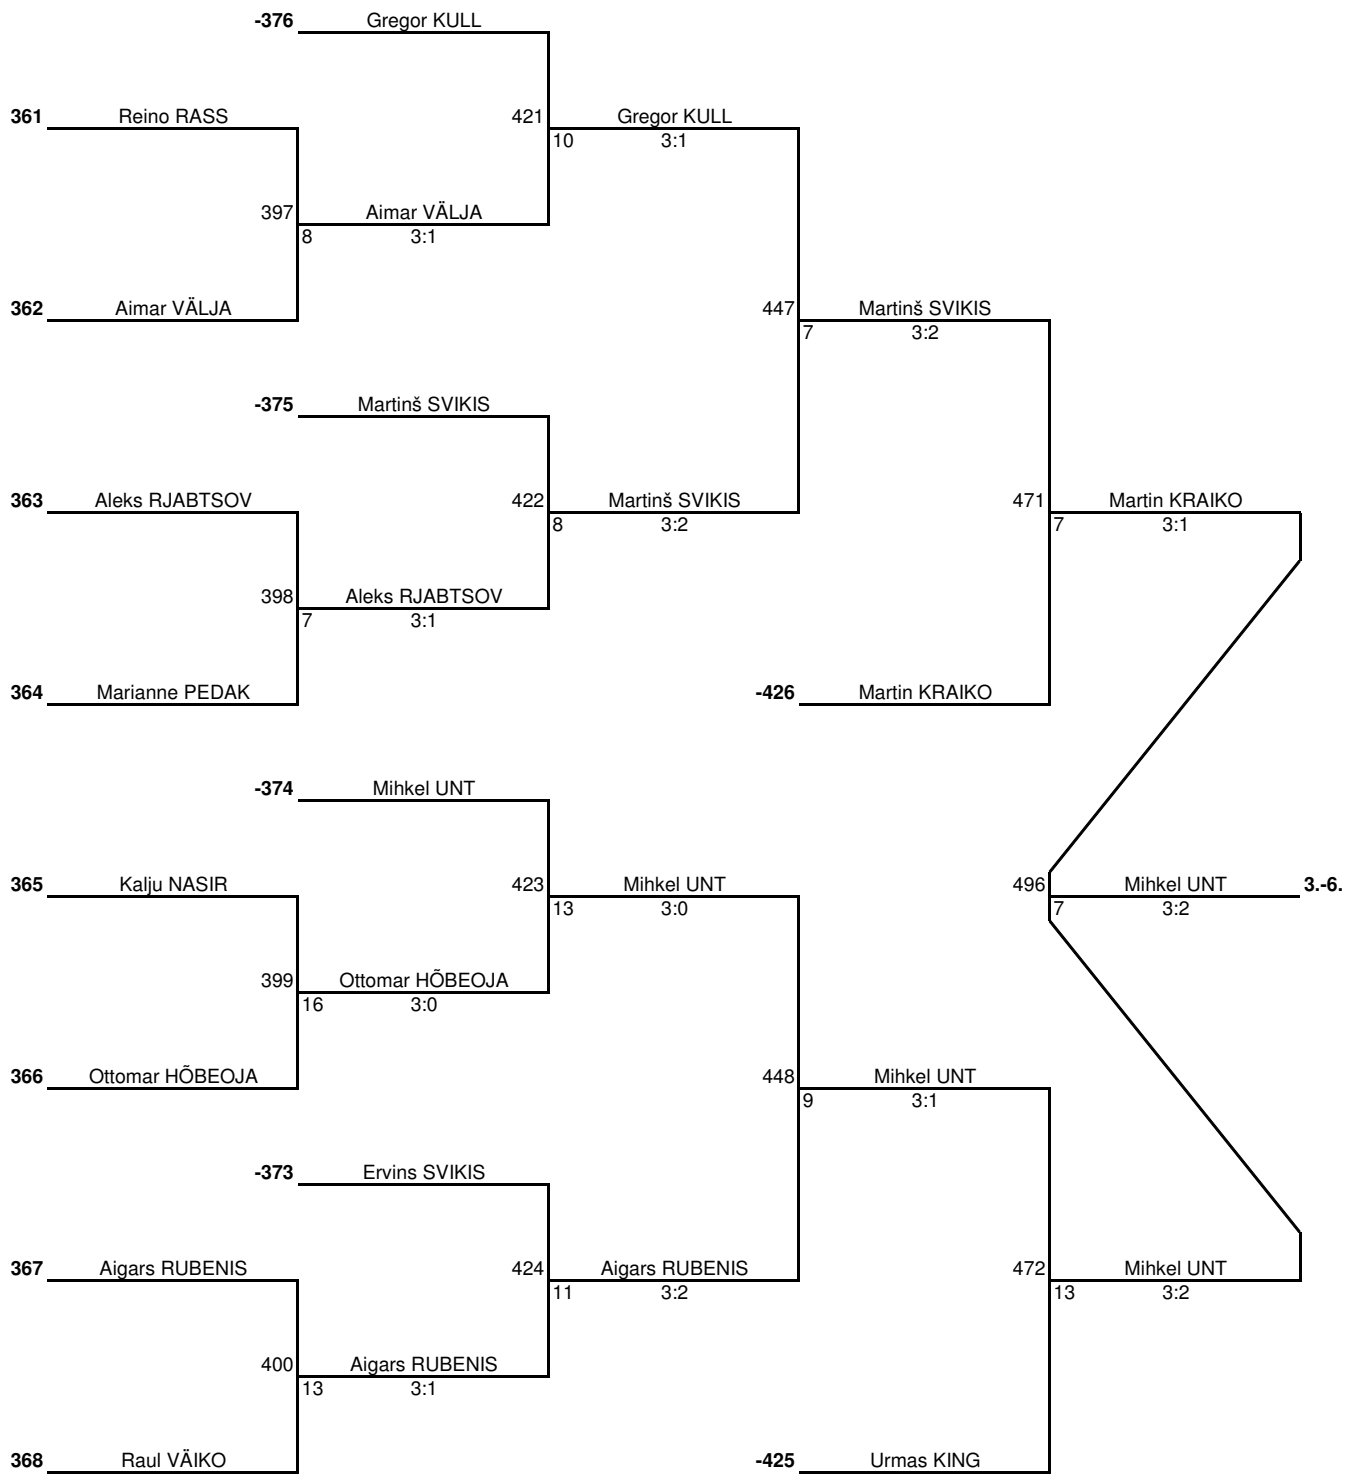 -376 Gregor KULL
361 Reino RASS 421 Gregor KULL
10 3:1
397 Aimar VÄLJA
8 3:1
362 Aimar VÄLJA 447 Martinš SVIKIS
7 3:2
-375 Martinš SVIKIS
363 Aleks RJABTSOV 422 Martinš SVIKIS 471 Martin KRAIKO
8 3:2 7 3:1
398 Aleks RJABTSOV
7 3:1
364 Marianne PEDAK -426 Martin KRAIKO
-374 Mihkel UNT
365 Kalju NASIR 423 Mihkel UNT 496 Mihkel UNT 3.-6.
13 3:0 7 3:2
399 Ottomar HÕBEOJA
16 3:0
366 Ottomar HÕBEOJA 448 Mihkel UNT
9 3:1
-373 Ervins SVIKIS
367 Aigars RUBENIS 424 Aigars RUBENIS 472 Mihkel UNT
11 3:2 13 3:2
400 Aigars RUBENIS
13 3:1
368 Raul VÄIKO -425 Urmas KING